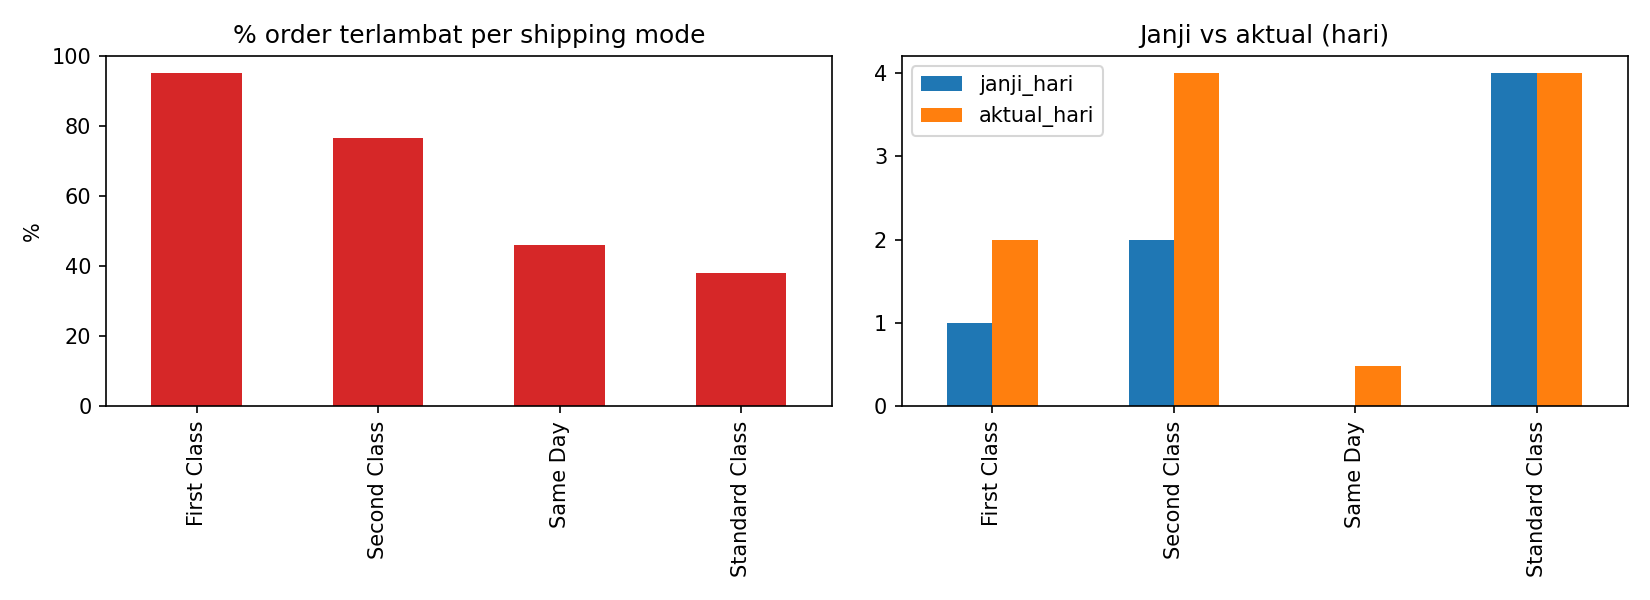 % order terlambat per shipping mode
100
80
60
40
20
0
%
First Class
Second Class
Same Day
Standard Class
Janji vs aktual (hari)
janji_hari
aktual_hari
4
3
2
1
0
First Class
Second Class
Same Day
Standard Class